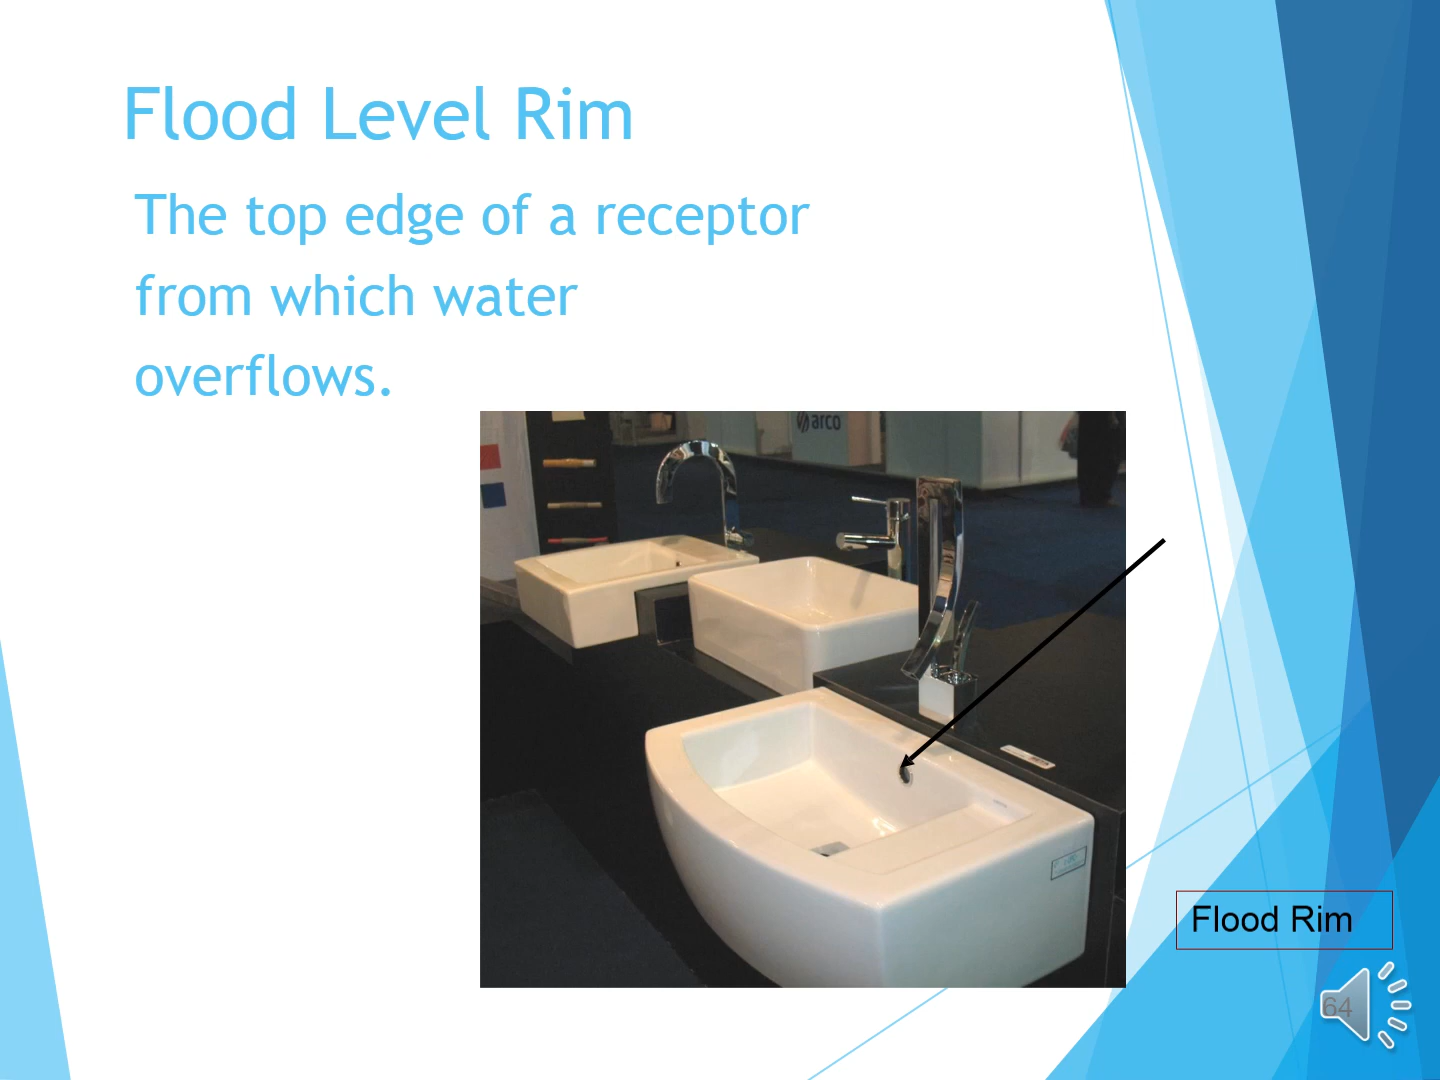 Flood Level Rim
The top edge of a receptor
from which water
overflows.
arco
Flood Rim
64